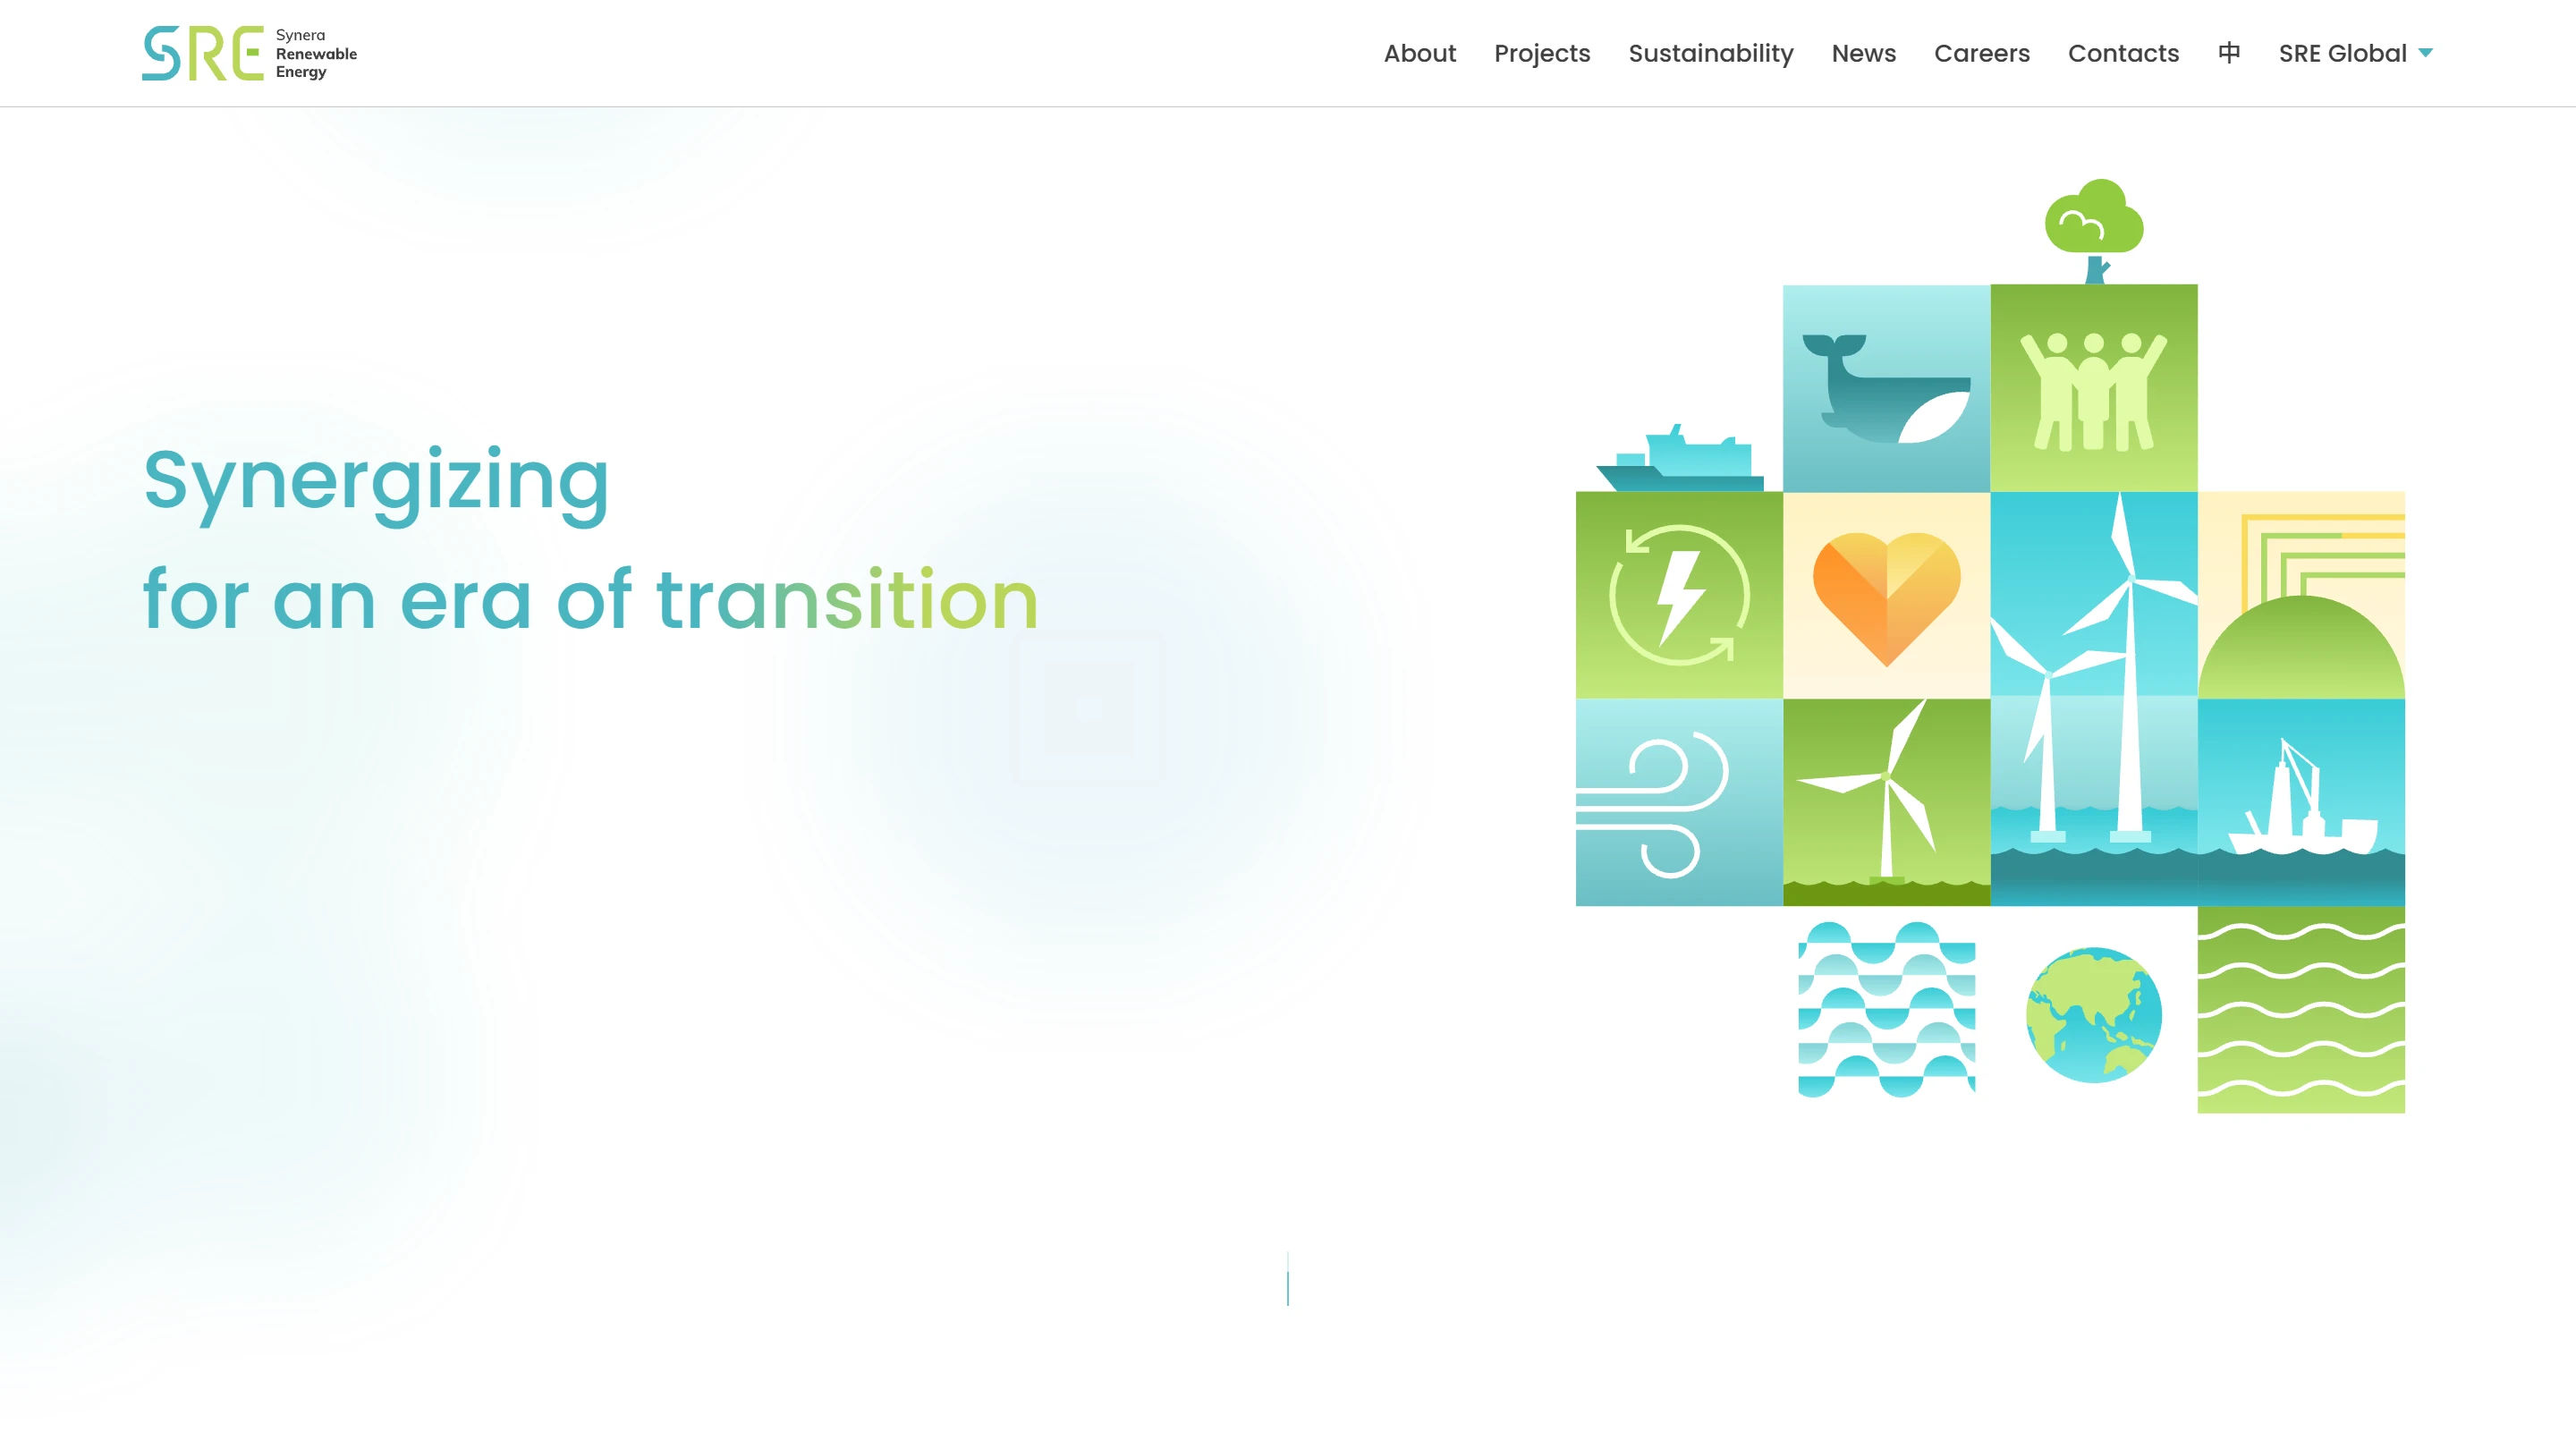 SRE
Synera
Renewable
Energy
About Projects Sustainability News Careers Contacts 中 SRE Global
Synergizing
for an era of transition